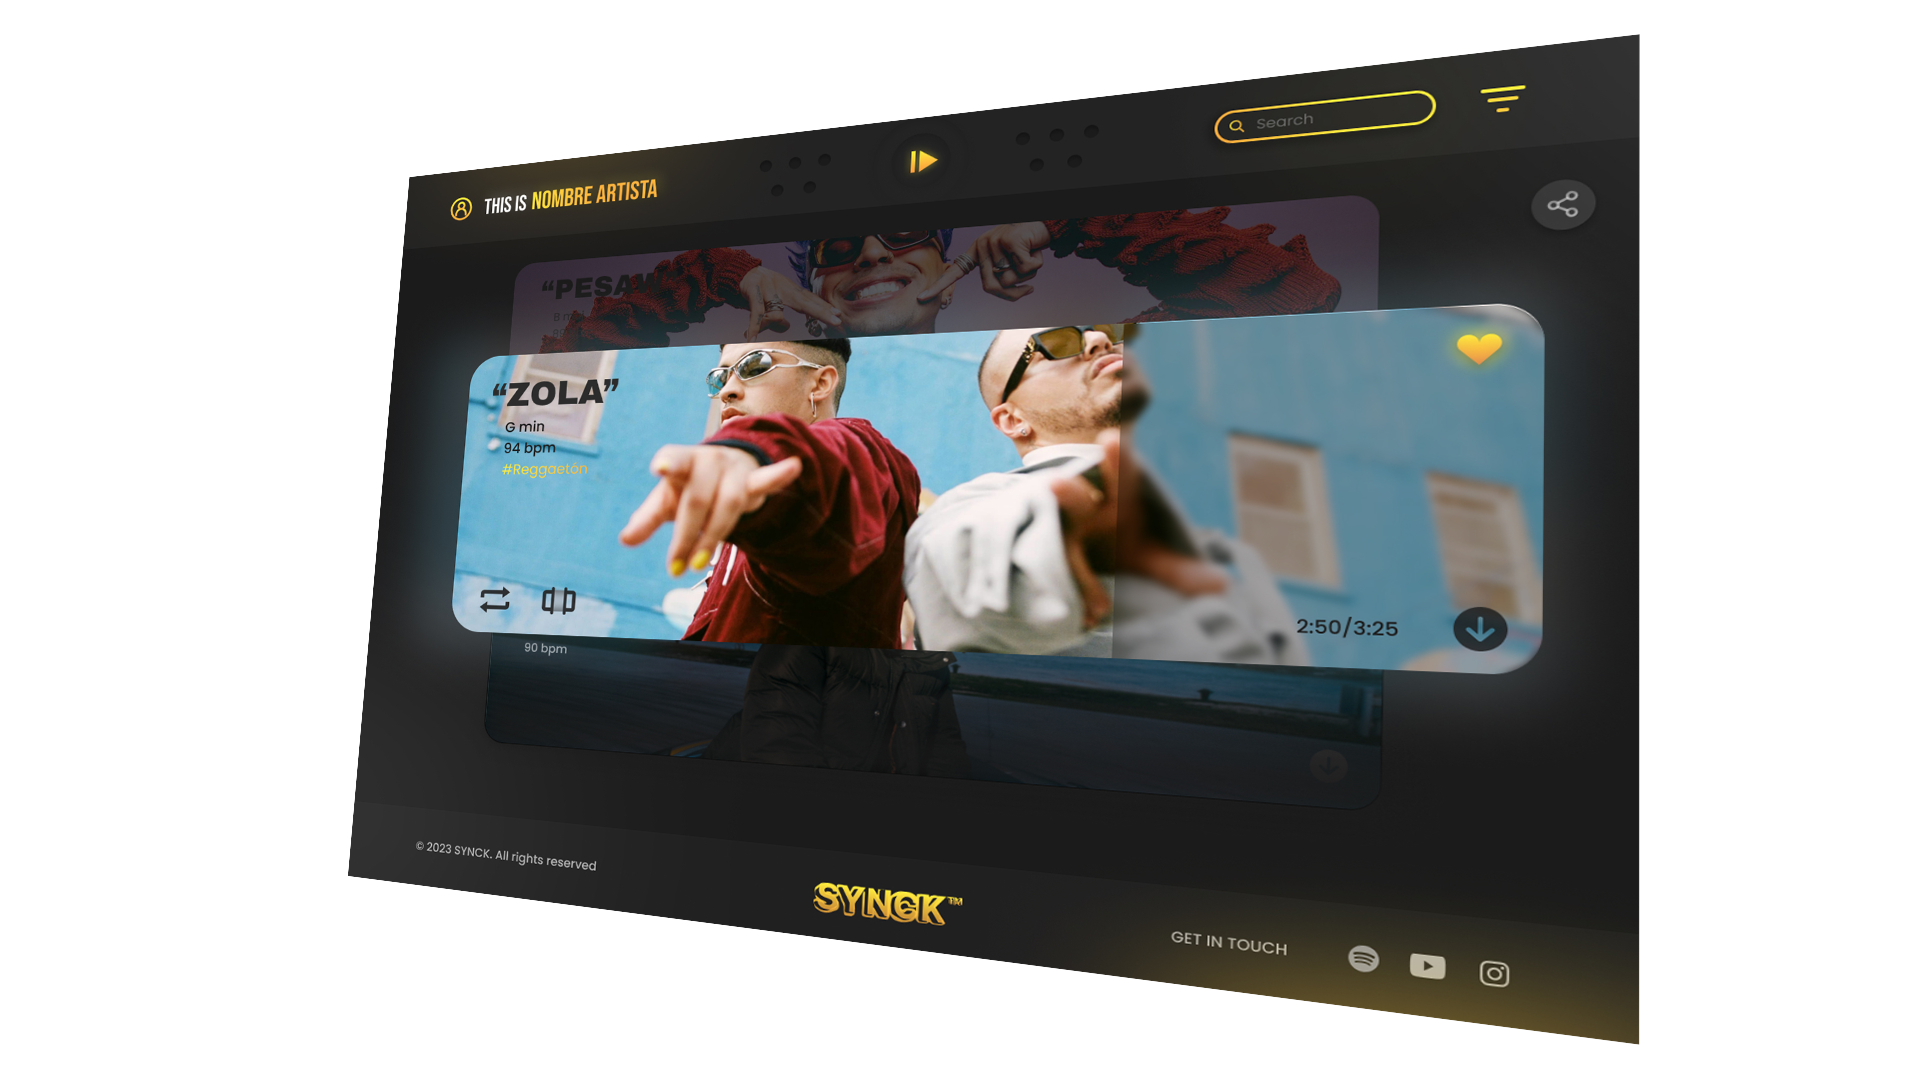 THIS IS NOMBRE ARTISTA
Search
“PESAW
“ZOLA”
G min
94 bpm
#Reggaetón
2:50/3:25
90 bpm
© 2023 SYNCK. All rights reserved
SYNCK™
GET IN TOUCH